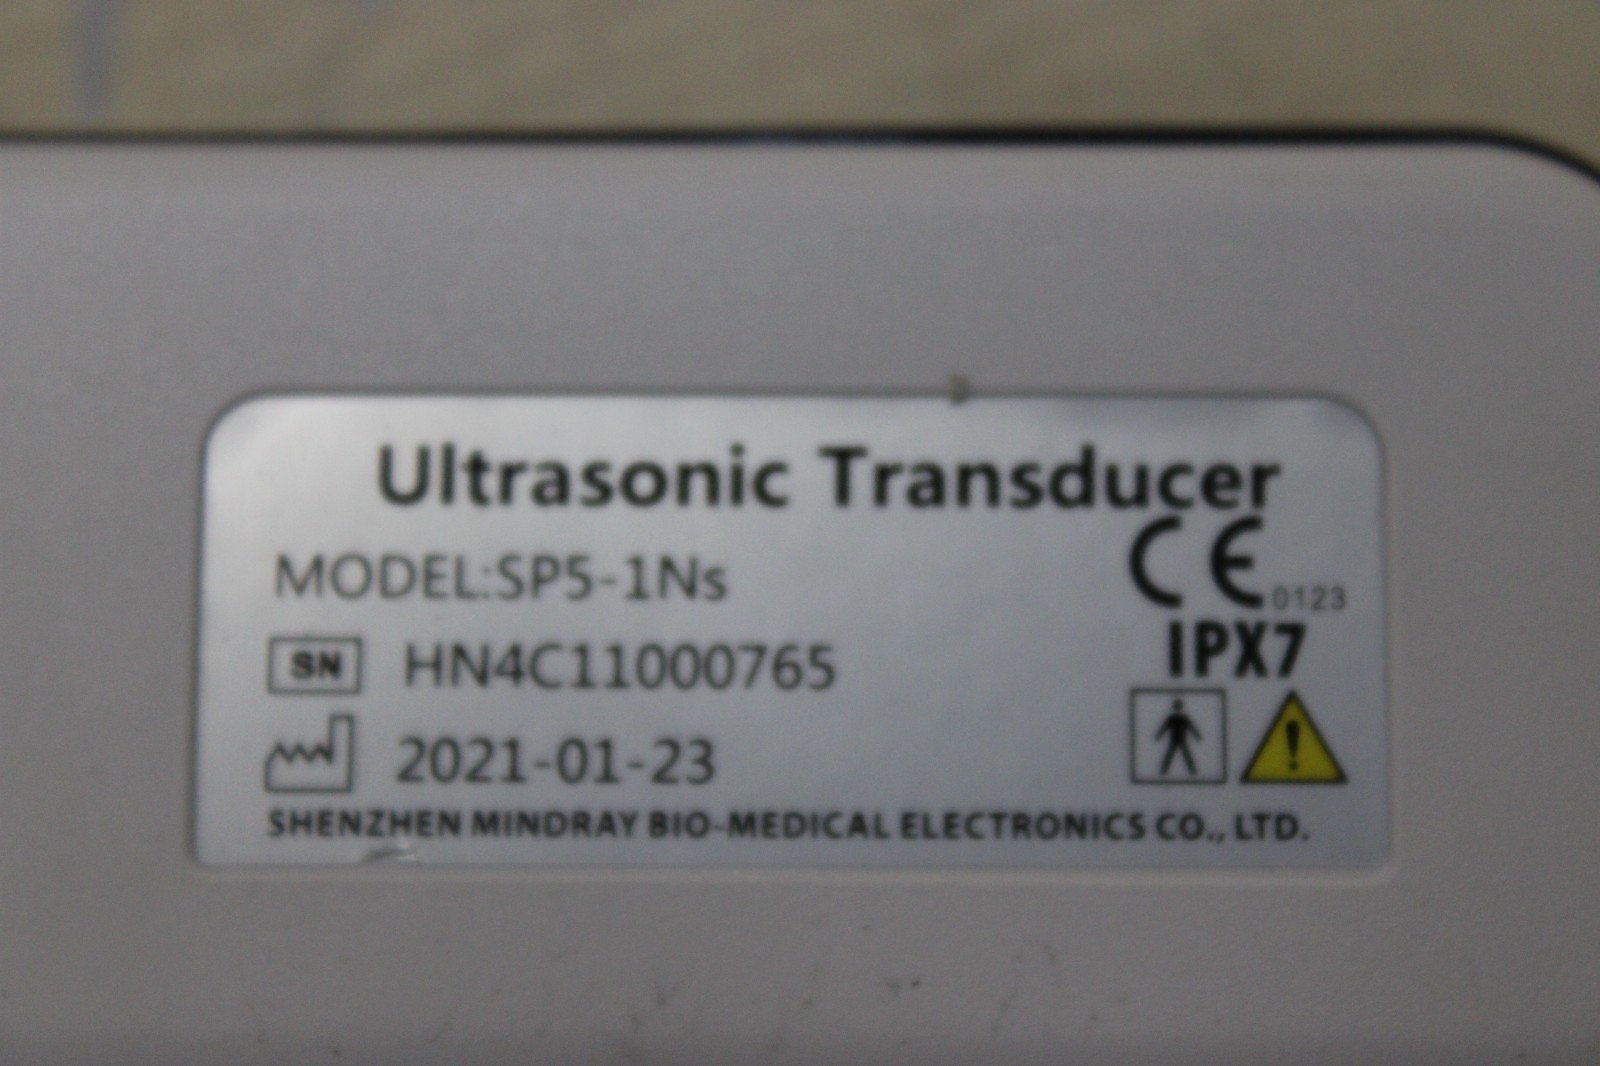 Ultrasonic Transducer
MODEL:SP5-1Ns
CE 0123
SN HN4C11000765
IPX7
2021-01-23
!
SHENZHEN MINDRAY BIO-MEDICAL ELECTRONICS CO., LTD.